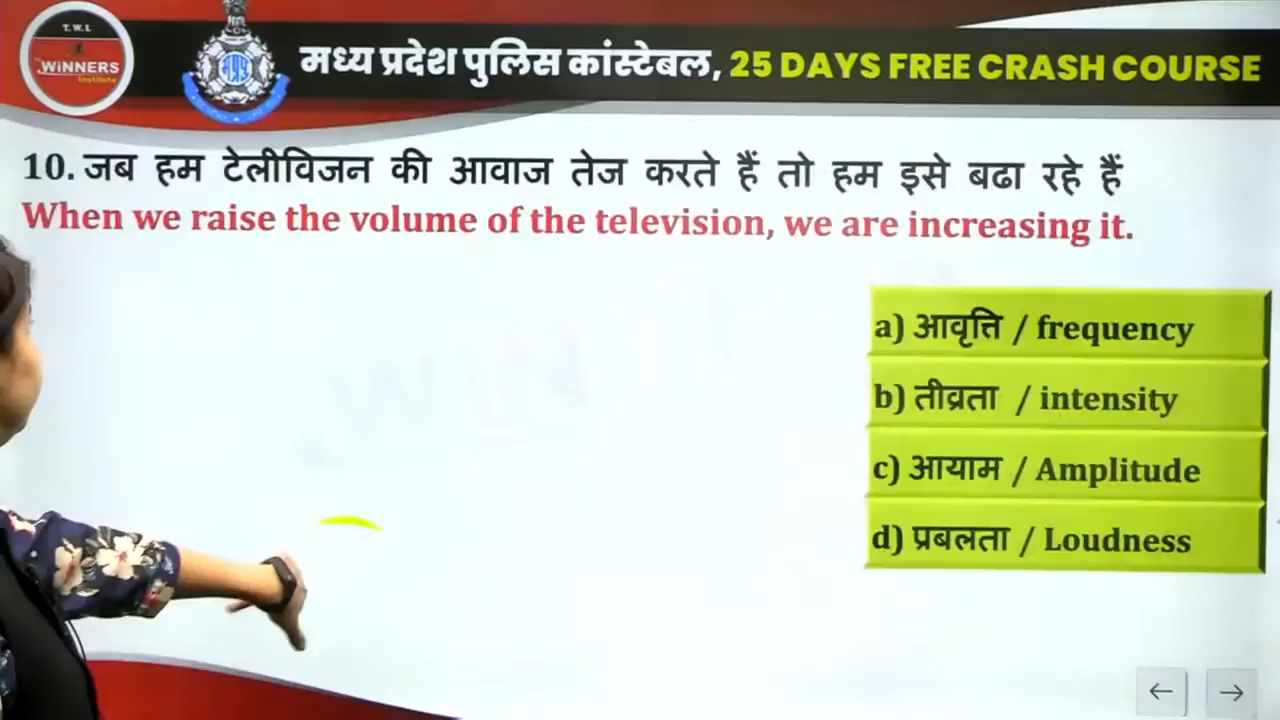 T.W.I.
The
WiNNERS
Institute
मध्य प्रदेश पुलिस कांस्टेबल, 25 DAYS FREE CRASH COURSE
10. जब हम टेलीविजन की आवाज तेज करते हैं तो हम इसे बढा रहे हैं
When we raise the volume of the television, we are increasing it.
a) आवृत्ति / frequency
b) तीव्रता / intensity
c) आयाम / Amplitude
d) प्रबलता / Loudness